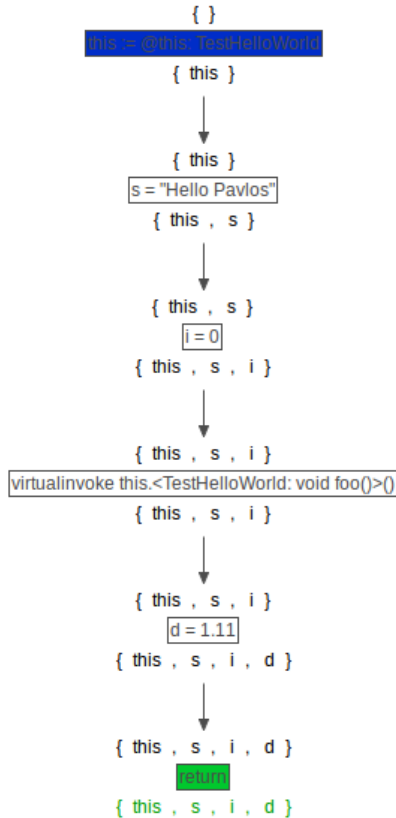 { }
this := @this: TestHelloWorld
{ this }
{ this }
s = "Hello Pavlos"
{ this , s }
{ this , s }
i = 0
{ this , s , i }
{ this , s , i }
virtualinvoke this.<TestHelloWorld: void foo()>()
{ this , s , i }
{ this , s , i }
d = 1.11
{ this , s , i , d }
{ this , s , i , d }
return
{ this , s , i , d }